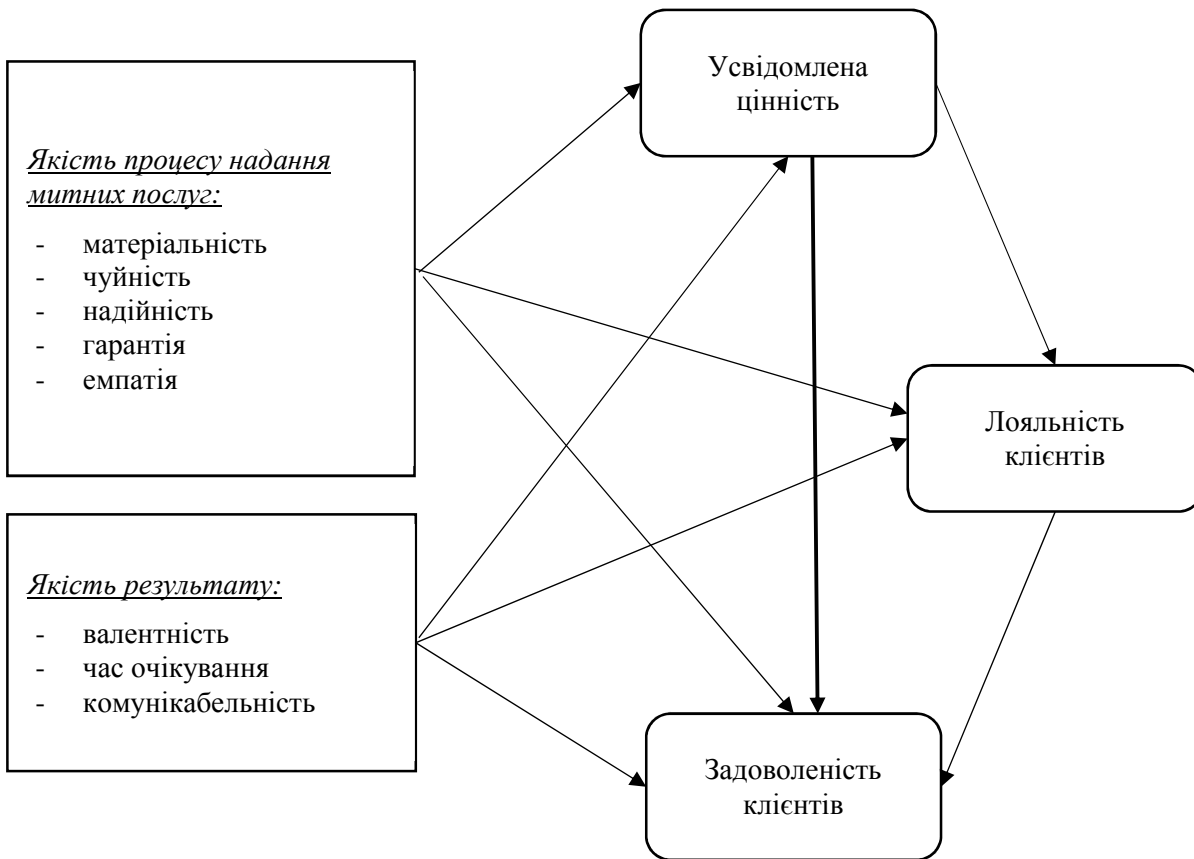 Усвідомлена
цінність
Якість процесу надання
митних послуг:
- матеріальність
- чуйність
- надійність
- гарантія
- емпатія
Лояльність
клієнтів
Якість результату:
- валентність
- час очікування
- комунікабельність
Задоволеність
клієнтів